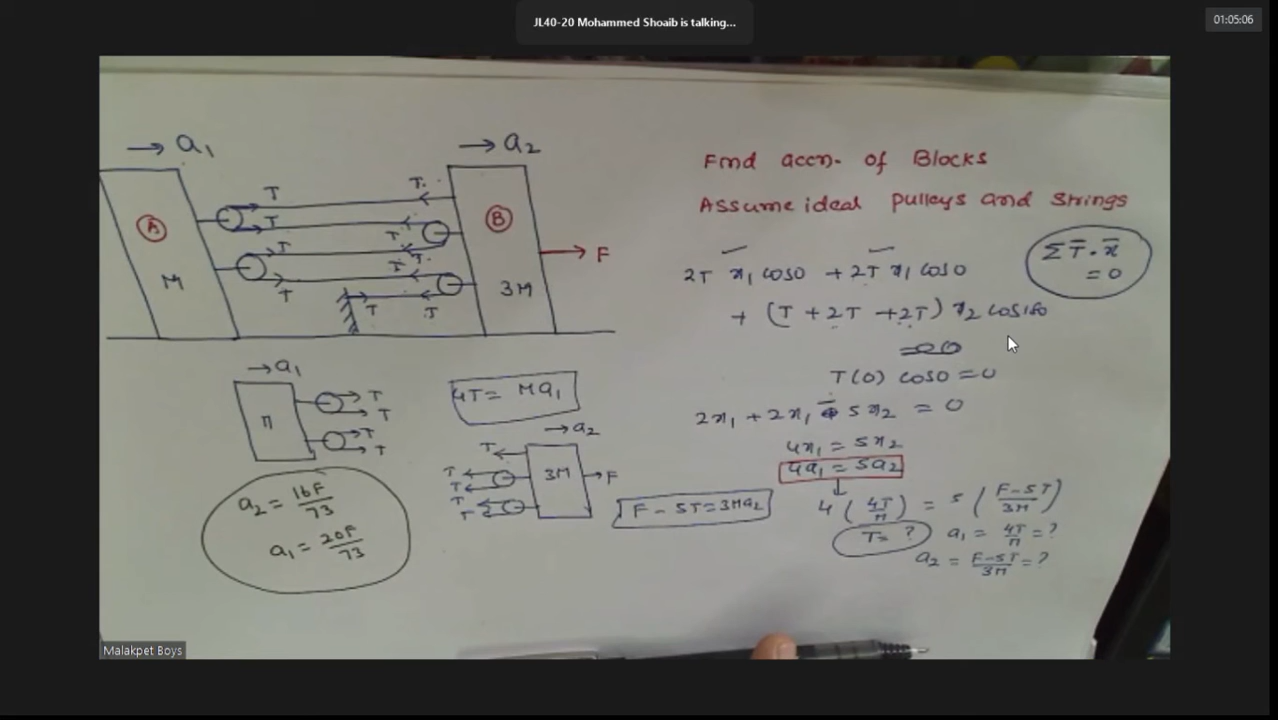 JL40-20 Mohammed Shoaib is talking...
01:05:06
→ a1
→ a2
T
T
T
T
T.
T
T.
T
T
T
A
M
B
3M
F
Find accn. of Blocks
Assume ideal pulleys and strings
2T x1 cos0 + 2T x1 cos0
+ (T + 2T + 2T) x2 cos180
= 0
Σ T̄ . x̄
= 0
T(0) cos0 = 0
2x1 + 2x1 - 5x2 = 0
4x1 = 5x2
4a1 = 5a2
4 (4T/M) = 5 (F-5T/3M)
T = ?
a1 = 4T/M = ?
a2 = F-5T/3M = ?
→ a1
M
T
T
T
T
4T = Ma1
→ a2
T
T
T
T
T
3M
→ F
F - 5T = 3Ma2
a2 = 16F/73
a1 = 20F/73
Malakpet Boys